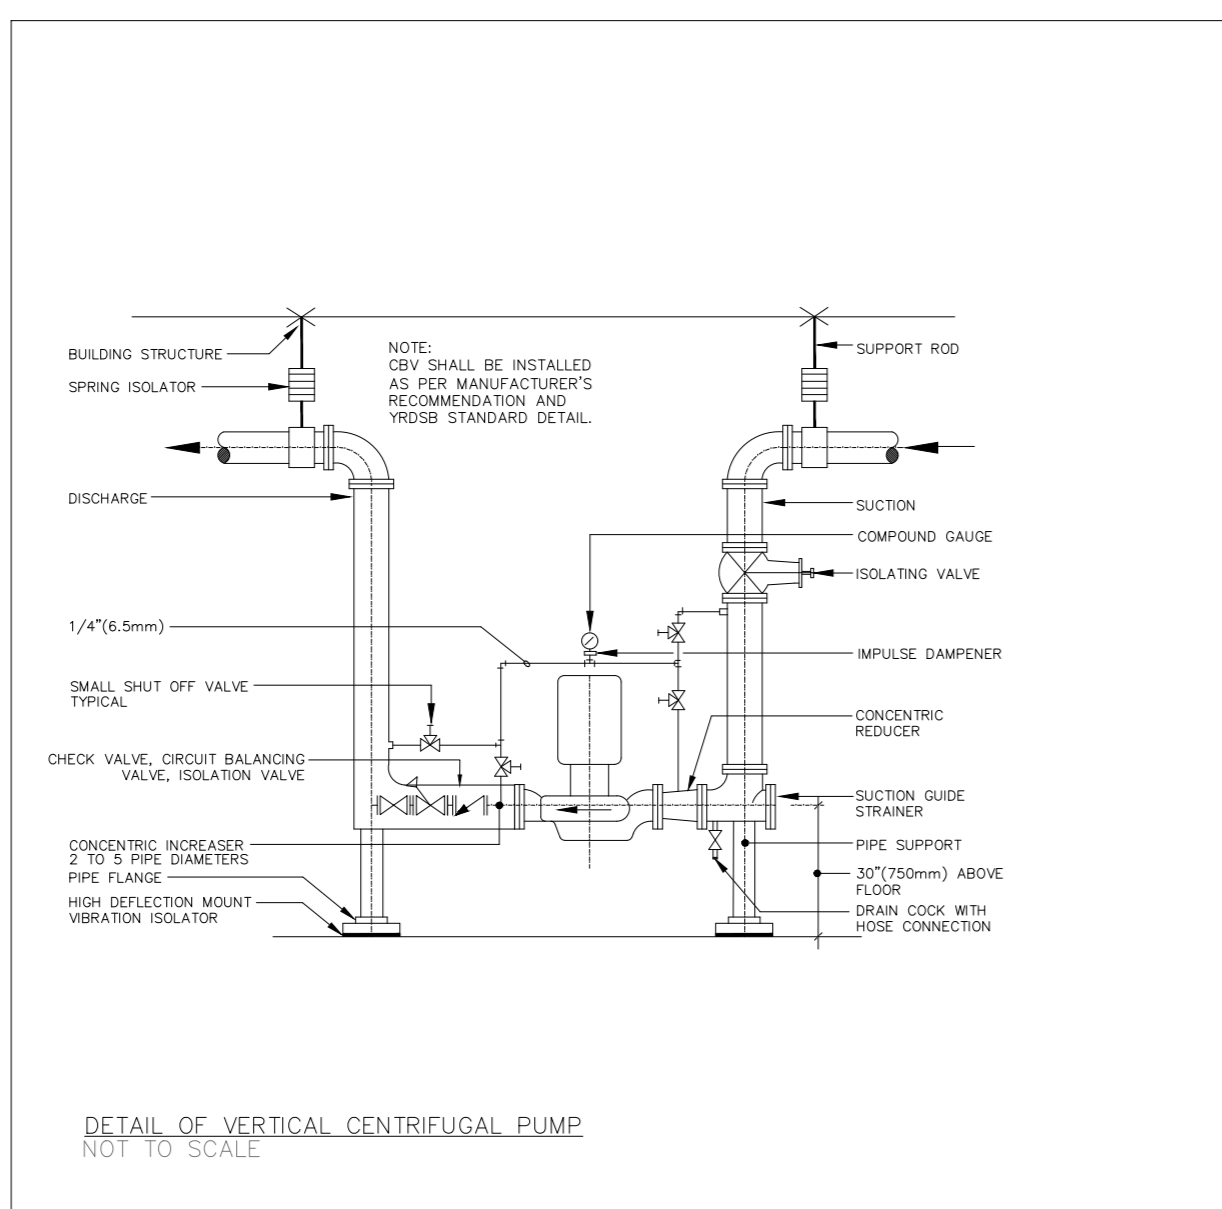 BUILDING STRUCTURE
SPRING ISOLATOR
NOTE:
CBV SHALL BE INSTALLED
AS PER MANUFACTURER'S
RECOMMENDATION AND
YRDSB STANDARD DETAIL.
SUPPORT ROD
DISCHARGE
SUCTION
COMPOUND GAUGE
ISOLATING VALVE
1/4"(6.5mm)
IMPULSE DAMPENER
SMALL SHUT OFF VALVE
TYPICAL
CONCENTRIC
REDUCER
CHECK VALVE, CIRCUIT BALANCING
VALVE, ISOLATION VALVE
SUCTION GUIDE
STRAINER
CONCENTRIC INCREASER
2 TO 5 PIPE DIAMETERS
PIPE FLANGE
HIGH DEFLECTION MOUNT
VIBRATION ISOLATOR
PIPE SUPPORT
30"(750mm) ABOVE
FLOOR
DRAIN COCK WITH
HOSE CONNECTION
DETAIL OF VERTICAL CENTRIFUGAL PUMP
NOT TO SCALE